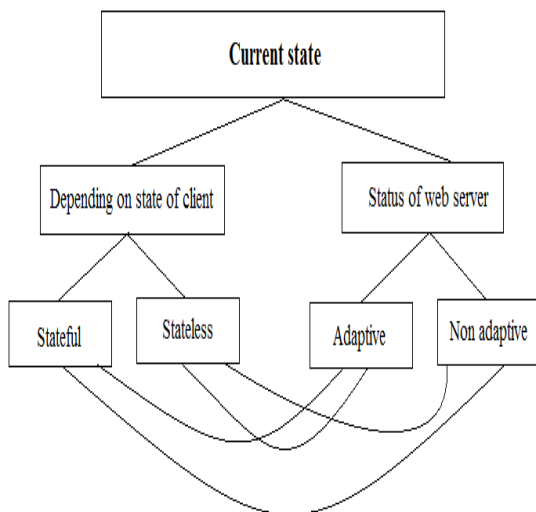 Current state
Depending on state of client
Status of web server
Stateful
Stateless
Adaptive
Non adaptive